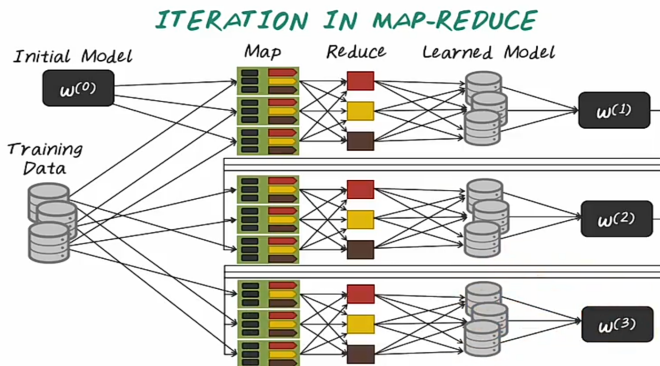 ITERATION IN MAP-REDUCE
Initial Model
Map
Reduce
Learned Model
w(0)
w(1)
Training
Data
w(2)
w(3)